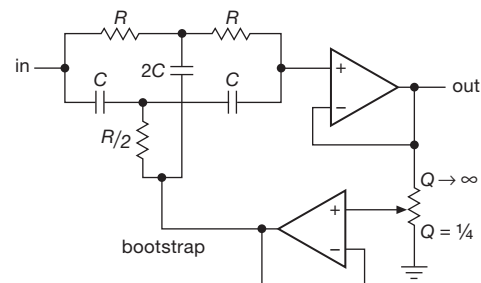 R
R
in
C
2C
C
+
−
out
R/2
Q → ∞
+
Q = ¼
−
bootstrap